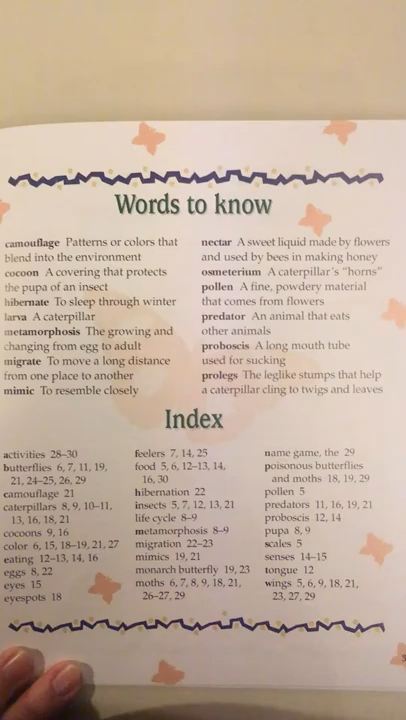 Words to know
camouflage Patterns or colors that
blend into the environment
cocoon A covering that protects
the pupa of an insect
hibernate To sleep through winter
larva A caterpillar
metamorphosis The growing and
changing from egg to adult
migrate To move a long distance
from one place to another
mimic To resemble closely
nectar A sweet liquid made by flowers
and used by bees in making honey
osmeterium A caterpillar's "horns"
pollen A fine, powdery material
that comes from flowers
predator An animal that eats
other animals
proboscis A long mouth tube
used for sucking
prolegs The leglike stumps that help
a caterpillar cling to twigs and leaves
Index
activities 28–30
butterflies 6, 7, 11, 19,
21, 24–25, 26, 29
camouflage 21
caterpillars 8, 9, 10–11,
13, 16, 18, 21
cocoons 9, 16
color 6, 15, 18–19, 21, 27
eating 12–13, 14, 16
eggs 8, 22
eyes 15
eyespots 18
feelers 7, 14, 25
food 5, 6, 12–13, 14,
16, 30
hibernation 22
insects 5, 7, 12, 13, 21
life cycle 8–9
metamorphosis 8–9
migration 22–23
mimics 19, 21
monarch butterfly 19, 23
moths 6, 7, 8, 9, 18, 21,
26–27, 29
name game, the 29
poisonous butterflies
and moths 18, 19, 29
pollen 5
predators 11, 16, 19, 21
proboscis 12, 14
pupa 8, 9
scales 5
senses 14–15
tongue 12
wings 5, 6, 9, 18, 21,
23, 27, 29